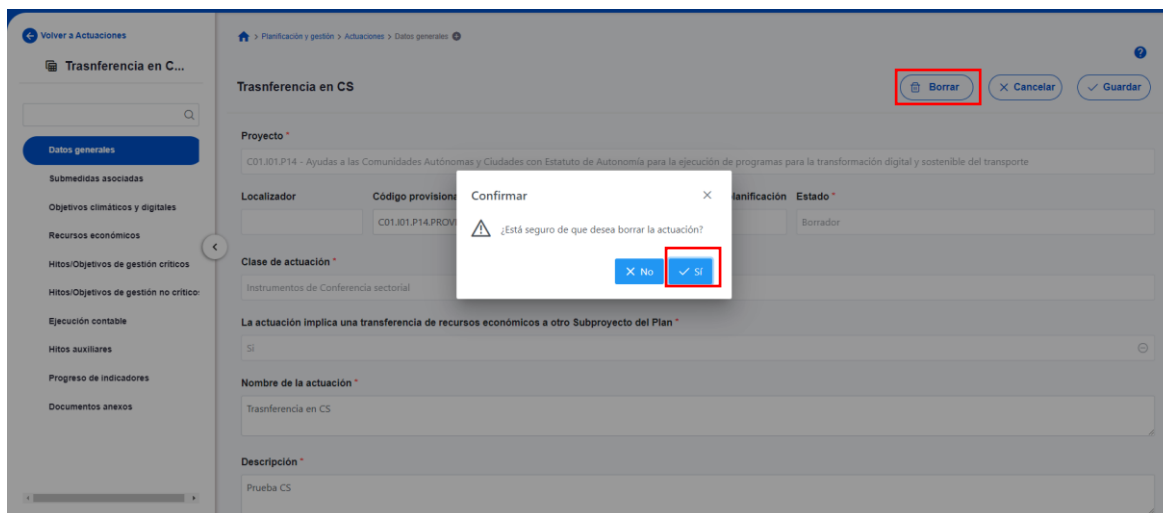 Volver a Actuaciones
> Planificación y gestión > Actuaciones > Datos generales
Trasnferencia en C...
Trasnferencia en CS
Borrar
Cancelar
Guardar
Datos generales
Submedidas asociadas
Objetivos climáticos y digitales
Recursos económicos
Hitos/Objetivos de gestión críticos
Hitos/Objetivos de gestión no crítico
Ejecución contable
Hitos auxiliares
Progreso de indicadores
Documentos anexos
Proyecto *
C01.I01.P14 - Ayudas a las Comunidades Autónomas y Ciudades con Estatuto de Autonomía para la ejecución de programas para la transformación digital y sostenible del transporte
Localizador Código provisiona lanificación Estado *
C01.I01.P14.PROVI Borrador
Confirmar
¿Está seguro de que desea borrar la actuación?
No Sí
Clase de actuación *
Instrumentos de Conferencia sectorial
La actuación implica una transferencia de recursos económicos a otro Subproyecto del Plan *
Sí
Nombre de la actuación *
Trasnferencia en CS
Descripción *
Prueba CS